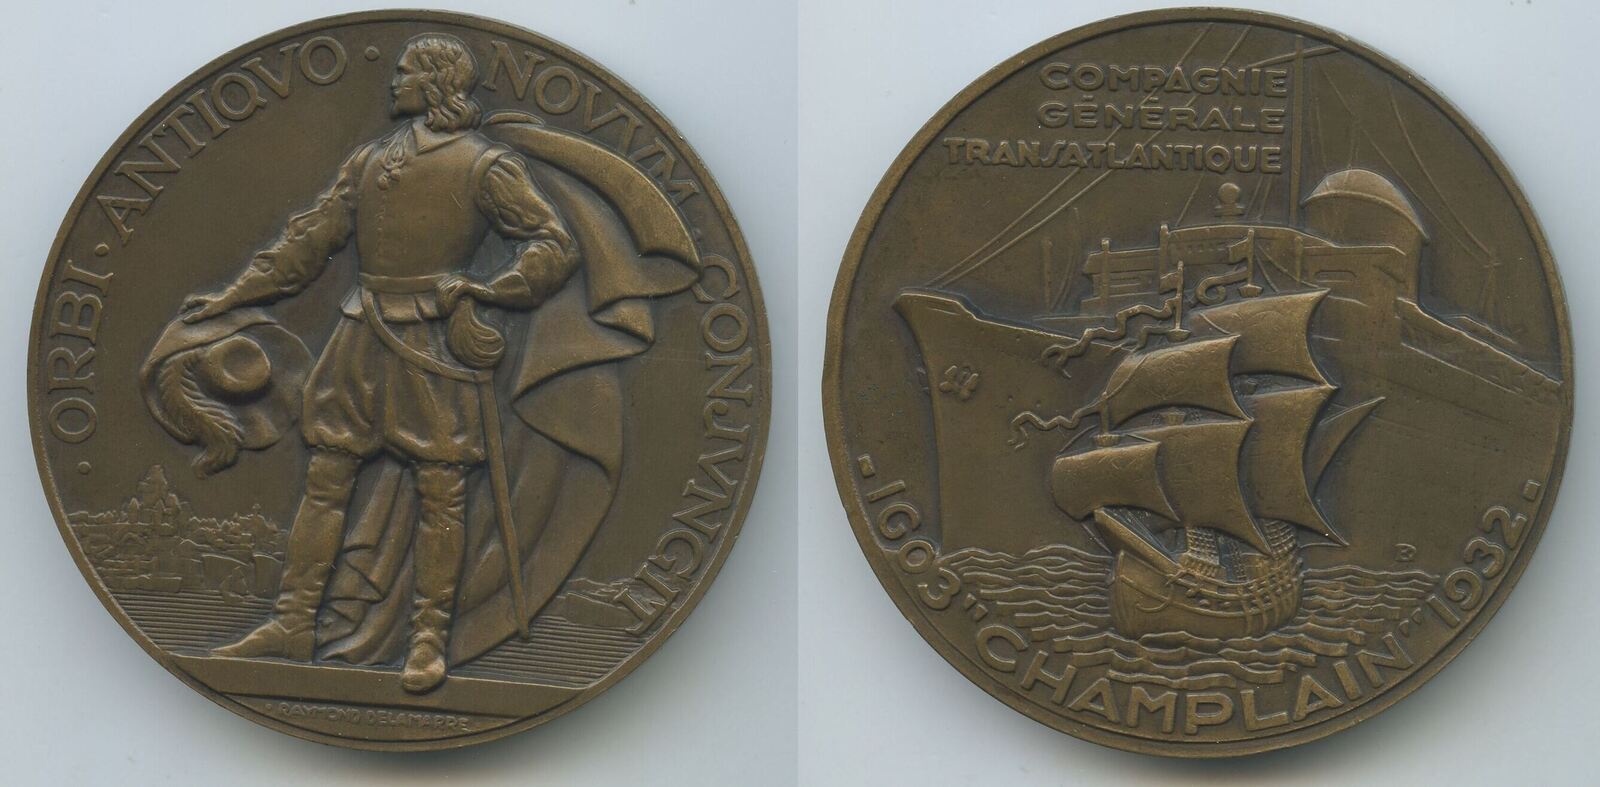 · ORBI · ANTIQVO · NOVVM · CONJVNGIT
RAYMOND DELAMARRE
COMPAGNIE
GÉNÉRALE
TRANSATLANTIQUE
- 1603 "CHAMPLAIN" 1932 -